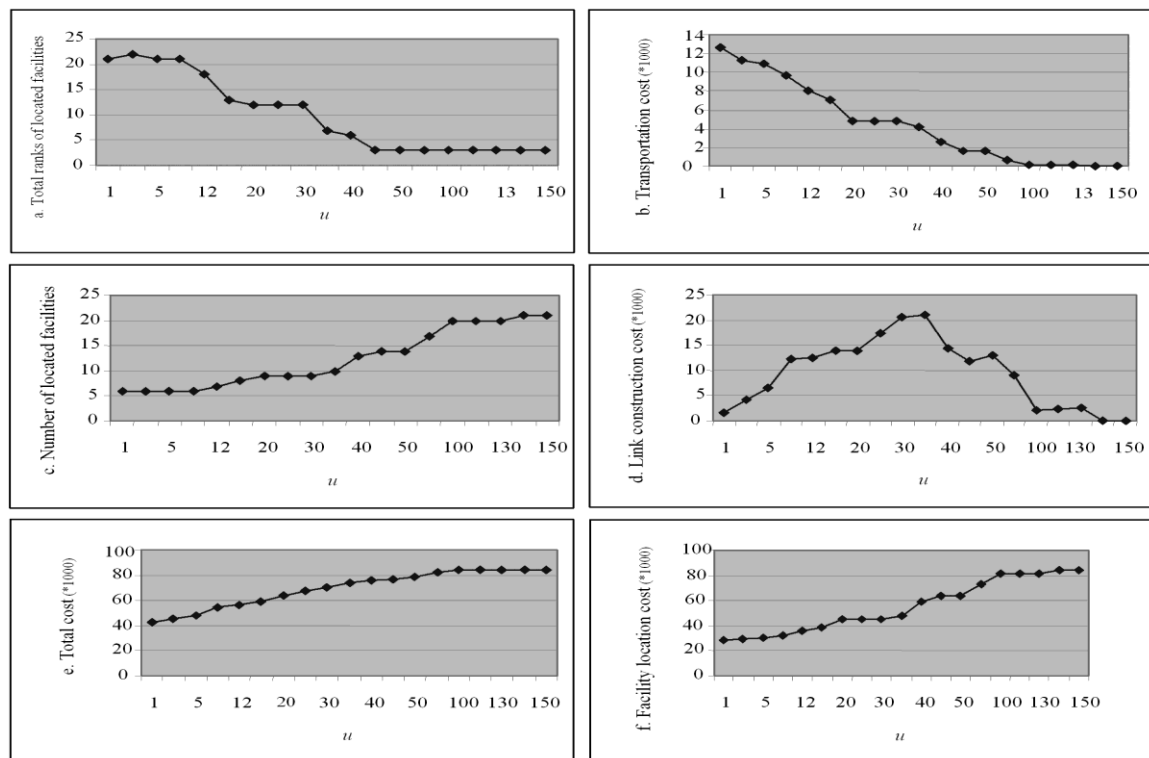 a. Total ranks of located facilities
25
20
15
10
5
0
1 5 12 20 30 40 50 100 13 150
u
b. Transportation cost (*1000)
14
12
10
8
6
4
2
0
1 5 12 20 30 40 50 100 13 150
u
c. Number of located facilities
25
20
15
10
5
0
1 5 12 20 30 40 50 100 130 150
u
d. Link construction cost (*1000)
25
20
15
10
5
0
1 5 12 20 30 40 50 100 130 150
u
e. Total cost (*1000)
100
80
60
40
20
0
1 5 12 20 30 40 50 100 130 150
u
f. Facility location cost (*1000)
100
80
60
40
20
0
1 5 12 20 30 40 50 100 130 150
u